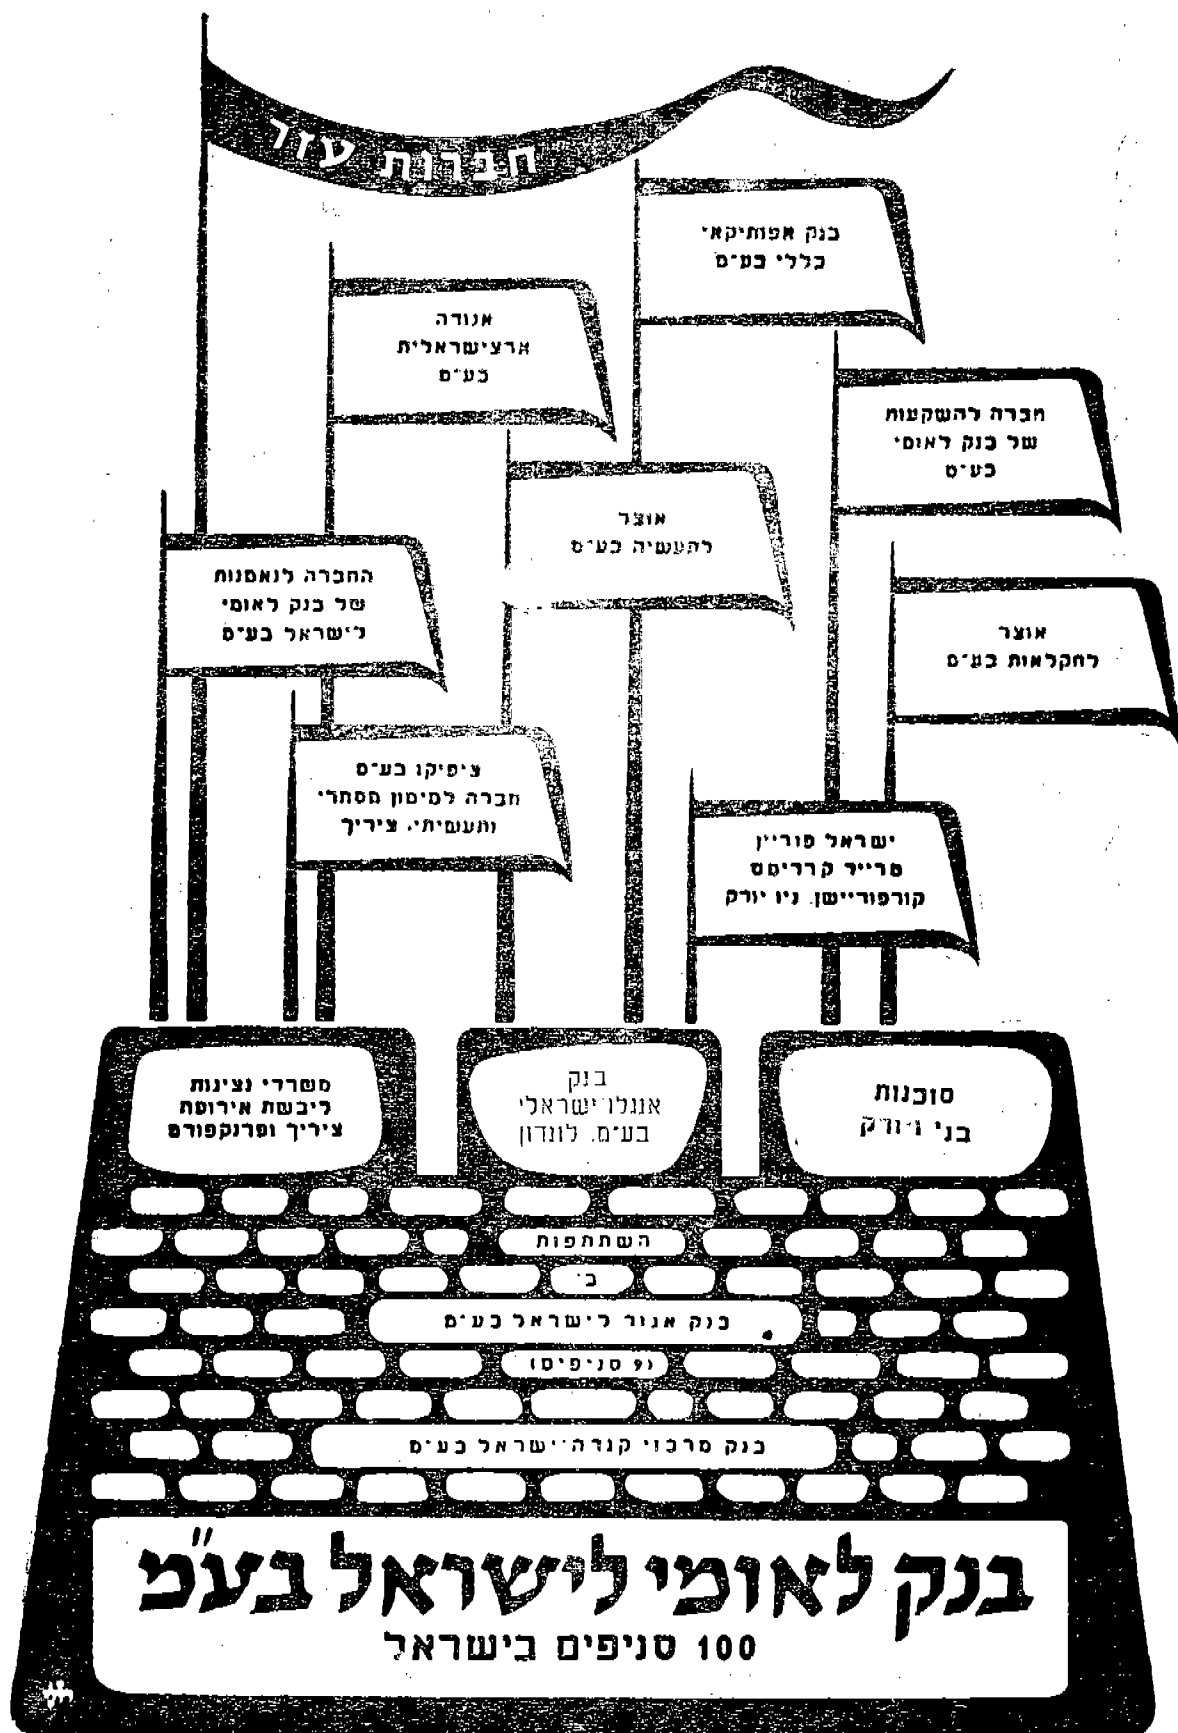 חברות עזר
בנק אפותיקאי
כללי בע"מ
אגודה
ארצישראלית
בע"מ
חברה להשקעות
של בנק לאומי
בע"מ
אוצר
לתעשיה בע"מ
החברה לנאמנות
של בנק לאומי
לישראל בע"מ
אוצר
לחקלאות בע"מ
ציפיקו בע"מ
חברה למימון מסחרי
ותעשיתי, ציריך
ישראל פוריין
טרייד קרדיטס
קורפוריישן, ניו יורק
סוכנות
בניו-יורק
בנק
אנגלו-ישראלי
בע"מ, לונדון
משרדי נציגות
ליבשת אירופה
ציריך ופרנקפורט
השתתפות
ב-
בנק אגוד לישראל בע"מ
(9 סניפים)
בנק מרכזי קנדה-ישראל בע"מ
בנק לאומי לישראל בע"מ
100 סניפים בישראל